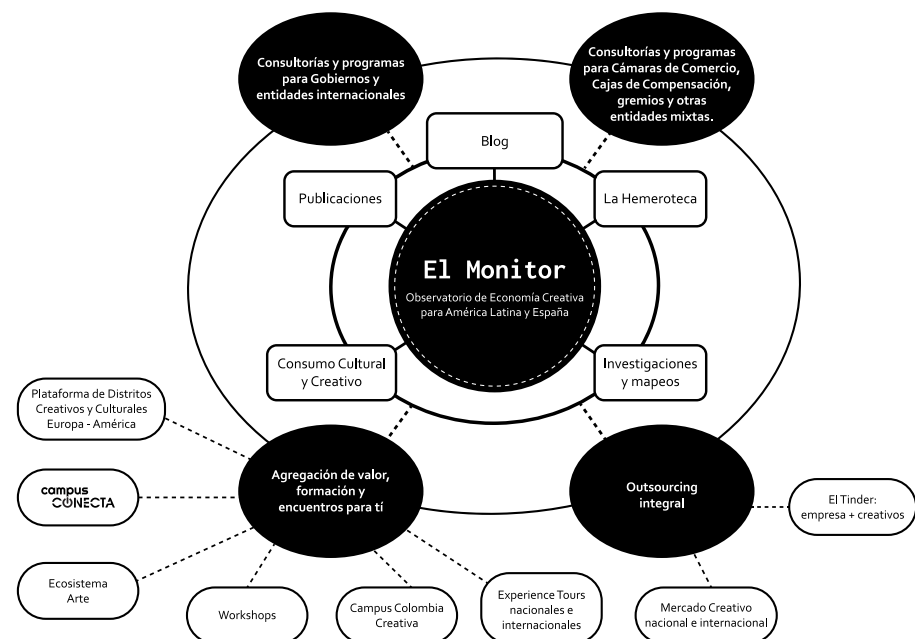 Consultorías y programas
para Gobiernos y
entidades internacionales
Consultorías y programas
para Cámaras de Comercio,
Cajas de Compensación,
gremios y otras
entidades mixtas.
Blog
Publicaciones
La Hemeroteca
El Monitor
Observatorio de Economía Creativa
para América Latina y España
Consumo Cultural
y Creativo
Investigaciones
y mapeos
Plataforma de Distritos
Creativos y Culturales
Europa - América
campus
CONECTA
Ecosistema
Arte
Agregación de valor,
formación y
encuentros para tí
Workshops
Campus Colombia
Creativa
Experience Tours
nacionales e
internacionales
Outsourcing
integral
El Tinder:
empresa + creativos
Mercado Creativo
nacional e internacional